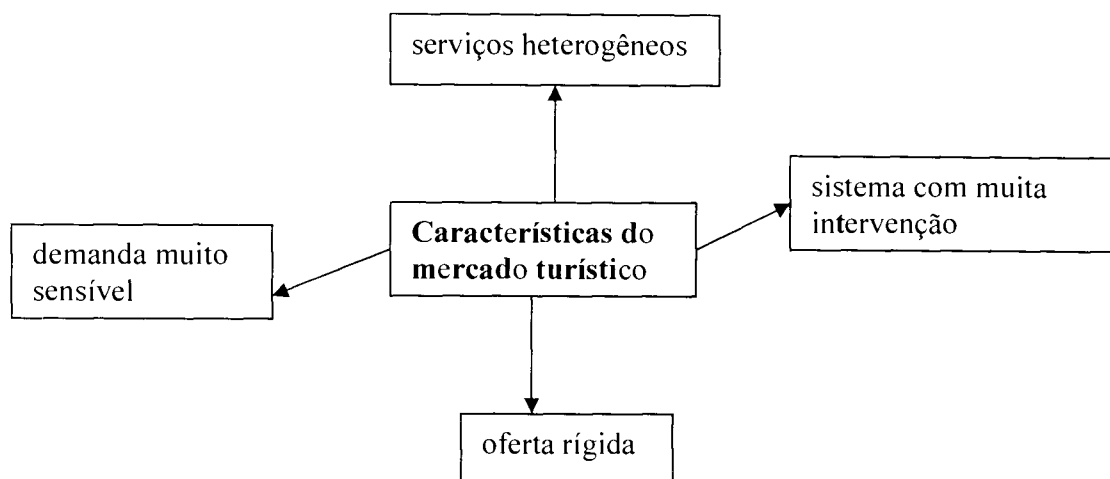 serviços heterogêneos
sistema com muita
intervenção
Características do
mercado turístico
demanda muito
sensível
oferta rígida